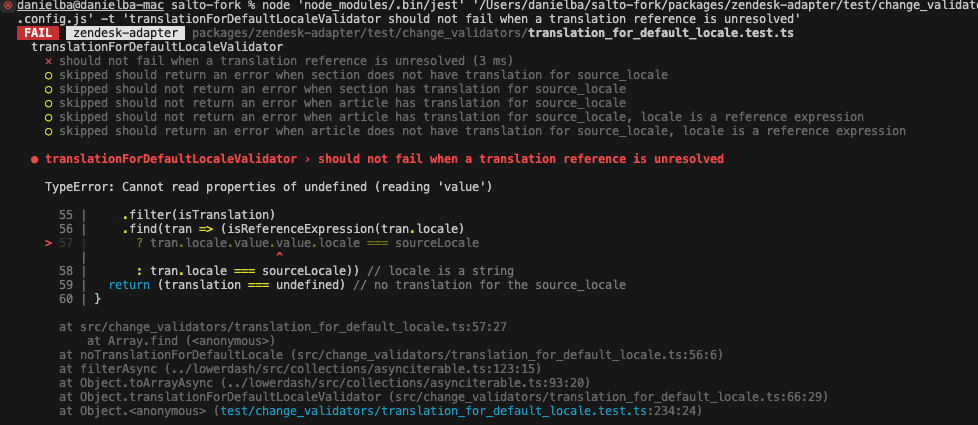 danielba@danielba-mac salto-fork % node 'node_modules/.bin/jest' '/Users/danielba/salto-fork/packages/zendesk-adapter/test/change_validato
.config.js' -t 'translationForDefaultLocaleValidator should not fail when a translation reference is unresolved'
FAIL zendesk-adapter packages/zendesk-adapter/test/change_validators/translation_for_default_locale.test.ts
translationForDefaultLocaleValidator
✕ should not fail when a translation reference is unresolved (3 ms)
○ skipped should return an error when section does not have translation for source_locale
○ skipped should not return an error when section has translation for source_locale
○ skipped should not return an error when article has translation for source_locale
○ skipped should not return an error when article has translation for source_locale, locale is a reference expression
○ skipped should return an error when article does not have translation for source_locale, locale is a reference expression
● translationForDefaultLocaleValidator › should not fail when a translation reference is unresolved
TypeError: Cannot read properties of undefined (reading 'value')
55 | .filter(isTranslation)
56 | .find(tran => (isReferenceExpression(tran.locale)
> 57 | ? tran.locale.value.value.locale === sourceLocale
| ^
58 | : tran.locale === sourceLocale)) // locale is a string
59 | return (translation === undefined) // no translation for the source_locale
60 | }
at src/change_validators/translation_for_default_locale.ts:57:27
at Array.find (<anonymous>)
at noTranslationForDefaultLocale (src/change_validators/translation_for_default_locale.ts:56:6)
at filterAsync (../lowerdash/src/collections/asynciterable.ts:123:15)
at Object.toArrayAsync (../lowerdash/src/collections/asynciterable.ts:93:20)
at Object.translationForDefaultLocaleValidator (src/change_validators/translation_for_default_locale.ts:66:29)
at Object.<anonymous> (test/change_validators/translation_for_default_locale.test.ts:234:24)